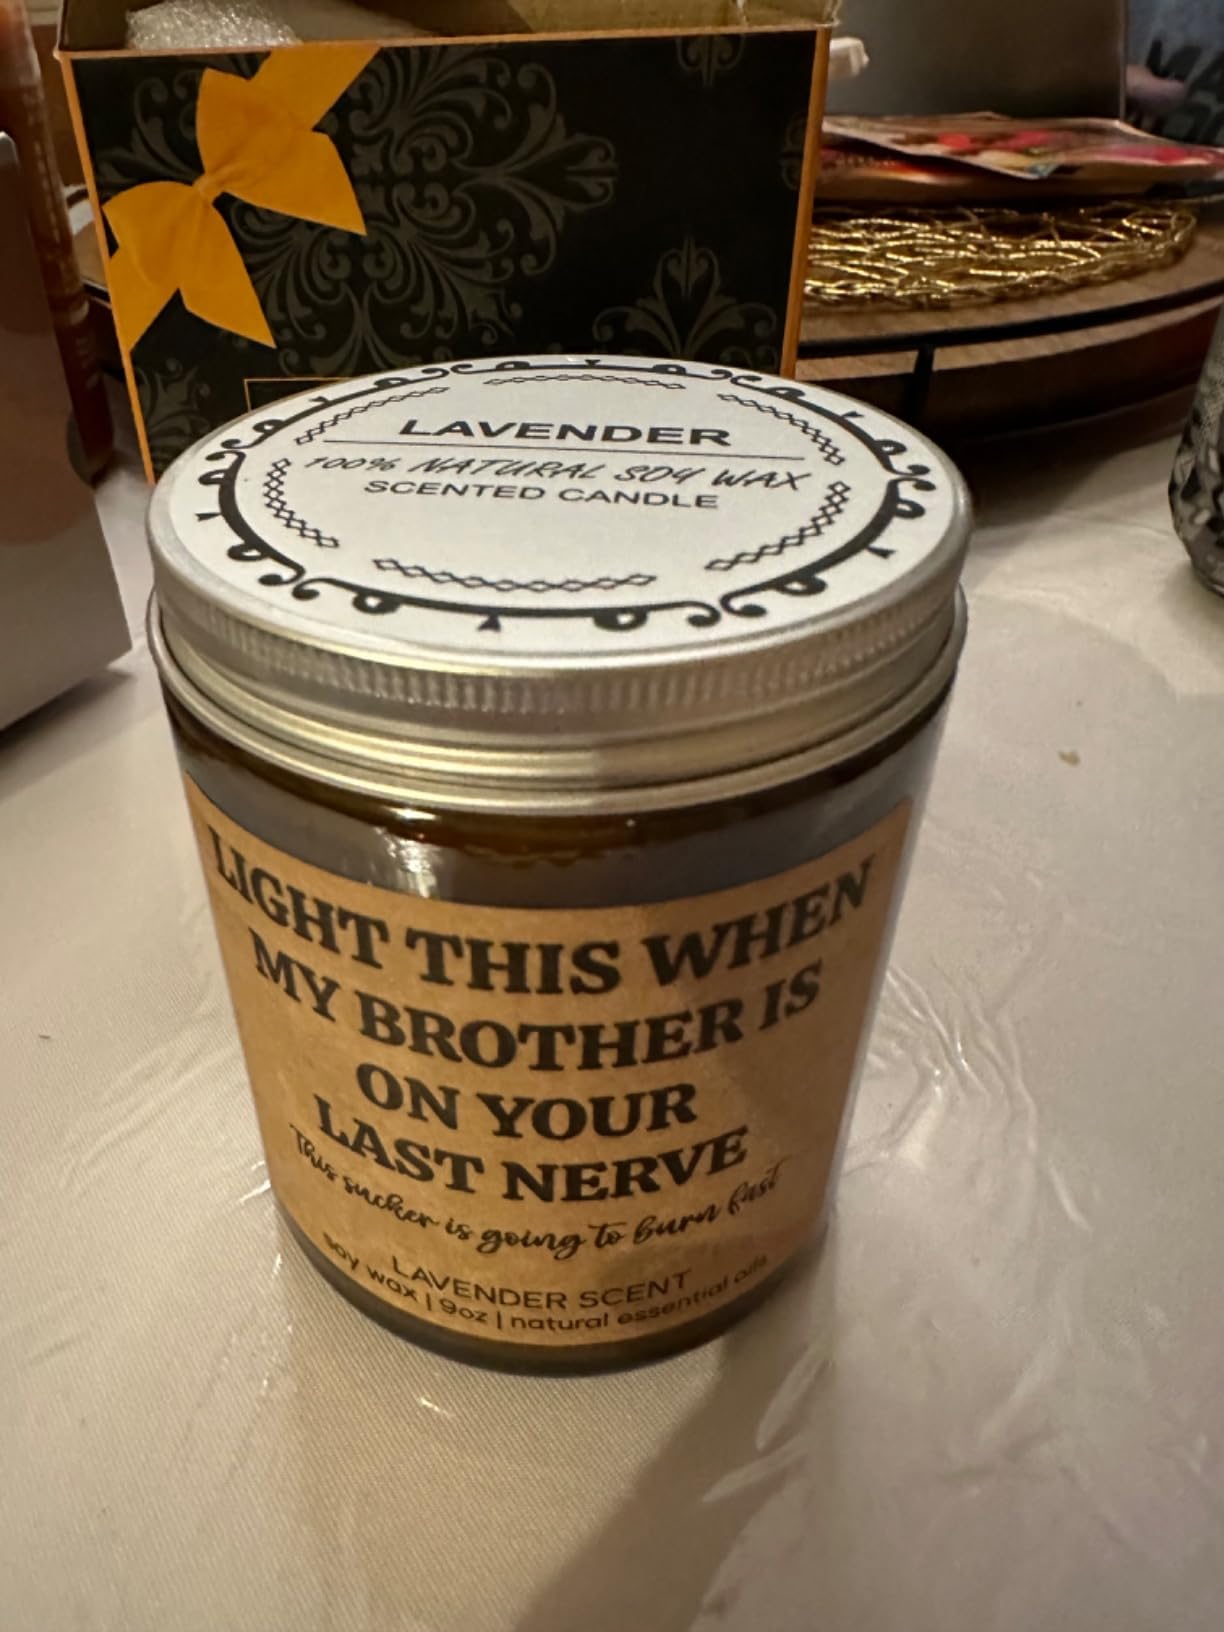 LAVENDER
100% NATURAL SOY WAX
SCENTED CANDLE
LIGHT THIS WHEN
MY BROTHER IS
ON YOUR
LAST NERVE
This sucker is going to burn fast
LAVENDER SCENT
soy wax | 9oz | natural essential oils